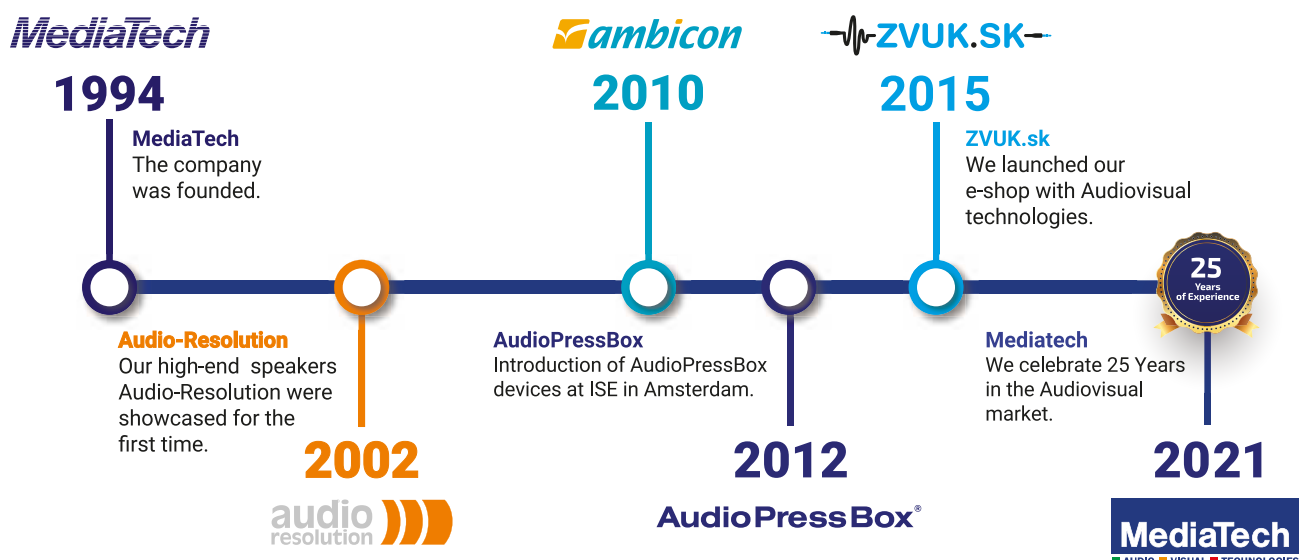 MediaTech
1994
MediaTech
The company
was founded.
ambicon
2010
ZVUK.SK
2015
ZVUK.sk
We launched our
e-shop with Audiovisual
technologies.
25
Years
of Experience
Audio-Resolution
Our high-end speakers
Audio-Resolution were
showcased for the
first time.
2002
audio
resolution
AudioPressBox
Introduction of AudioPressBox
devices at ISE in Amsterdam.
2012
AudioPressBox®
Mediatech
We celebrate 25 Years
in the Audiovisual
market.
2021
MediaTech
AUDIO VISUAL TECHNOLOGIES